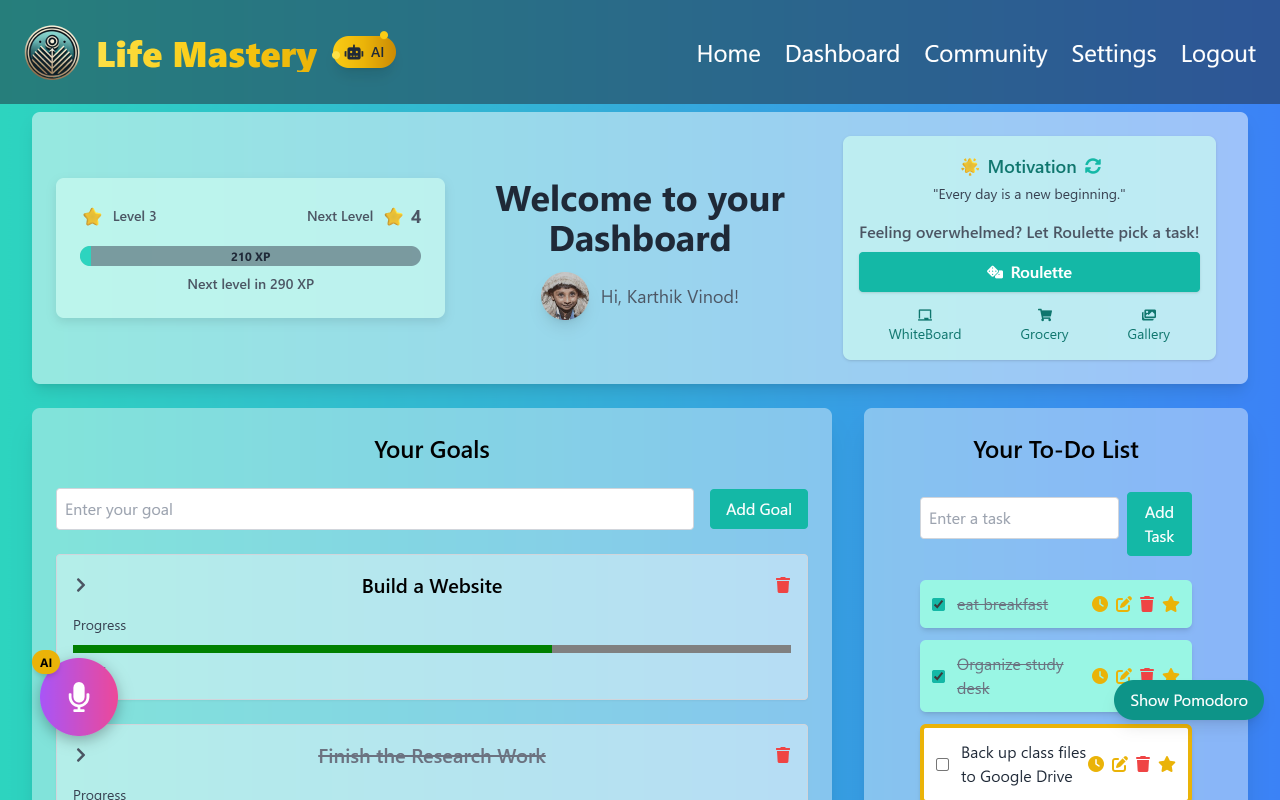 Life Mastery
AI
Home Dashboard Community Settings Logout
Level 3
Next Level 4
210 XP
Next level in 290 XP
Welcome to your
Dashboard
Hi, Karthik Vinod!
Motivation
"Every day is a new beginning."
Feeling overwhelmed? Let Roulette pick a task!
Roulette
WhiteBoard Grocery Gallery
Your Goals
Enter your goal
Add Goal
Build a Website
Progress
AI
Finish the Research Work
Progress
Your To-Do List
Enter a task
Add
Task
eat breakfast
Organize study
desk
Show Pomodoro
Back up class files
to Google Drive